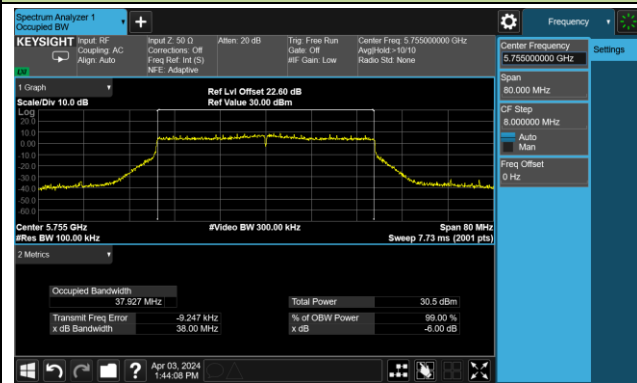 Spectrum Analyzer 1
Occupied BW
Frequency
KEYSIGHT
Input: RF
Coupling: AC
Align: Auto
Input Z: 50 Ω
Corrections: Off
Freq Ref: Int (S)
NFE: Adaptive
Atten: 20 dB
Trig: Free Run
Gate: Off
#IF Gain: Low
Center Freq: 5.755000000 GHz
Avg|Hold:>10/10
Radio Std: None
Center Frequency
5.755000000 GHz
Settings
Span
80.000 MHz
CF Step
8.000000 MHz
Auto
Man
Freq Offset
0 Hz
1 Graph
Scale/Div 10.0 dB
Ref Lvl Offset 22.60 dB
Ref Value 30.00 dBm
Log
20.0
10.0
0.00
-10.0
-20.0
-30.0
-40.0
-50.0
-60.0
Center 5.755 GHz
#Res BW 100.00 kHz
#Video BW 300.00 kHz
Span 80 MHz
Sweep 7.73 ms (2001 pts)
2 Metrics
Occupied Bandwidth
37.927 MHz
Total Power 30.5 dBm
Transmit Freq Error -9.247 kHz
% of OBW Power 99.00 %
x dB Bandwidth 38.00 MHz
x dB -6.00 dB
?
Apr 03, 2024
1:44:08 PM